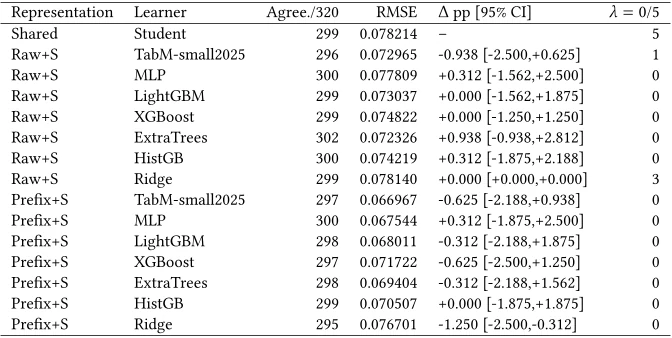 Representation Learner Agree./320 RMSE Δ pp [95% CI] λ = 0/5
Shared Student 299 0.078214 – 5
Raw+S TabM-small2025 296 0.072965 -0.938 [-2.500,+0.625] 1
Raw+S MLP 300 0.077809 +0.312 [-1.562,+2.500] 0
Raw+S LightGBM 299 0.073037 +0.000 [-1.562,+1.875] 0
Raw+S XGBoost 299 0.074822 +0.000 [-1.250,+1.250] 0
Raw+S ExtraTrees 302 0.072326 +0.938 [-0.938,+2.812] 0
Raw+S HistGB 300 0.074219 +0.312 [-1.875,+2.188] 0
Raw+S Ridge 299 0.078140 +0.000 [+0.000,+0.000] 3
Prefix+S TabM-small2025 297 0.066967 -0.625 [-2.188,+0.938] 0
Prefix+S MLP 300 0.067544 +0.312 [-1.875,+2.500] 0
Prefix+S LightGBM 298 0.068011 -0.312 [-2.188,+1.875] 0
Prefix+S XGBoost 297 0.071722 -0.625 [-2.500,+1.250] 0
Prefix+S ExtraTrees 298 0.069404 -0.312 [-2.188,+1.562] 0
Prefix+S HistGB 299 0.070507 +0.000 [-1.875,+1.875] 0
Prefix+S Ridge 295 0.076701 -1.250 [-2.500,-0.312] 0